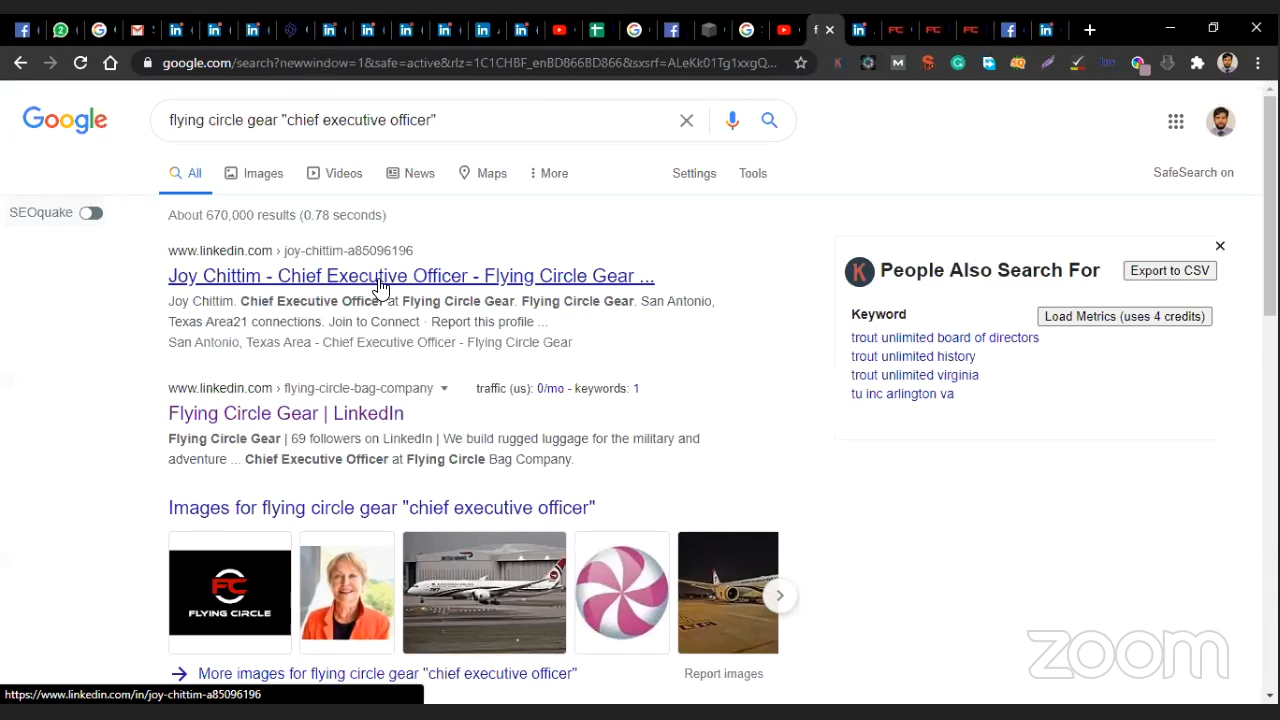 google.com/search?newwindow=1&safe=active&rlz=1C1CHBF_enBD866BD866&sxsrf=ALeKk01Tg1xxgQ...
Google
flying circle gear "chief executive officer"
All
Images
Videos
News
Maps
More
Settings
Tools
SafeSearch on
SEOquake
About 670,000 results (0.78 seconds)
www.linkedin.com › joy-chittim-a85096196
Joy Chittim - Chief Executive Officer - Flying Circle Gear ...
Joy Chittim. Chief Executive Officer at Flying Circle Gear. Flying Circle Gear. San Antonio,
Texas Area21 connections. Join to Connect · Report this profile ...
San Antonio, Texas Area - Chief Executive Officer - Flying Circle Gear
www.linkedin.com › flying-circle-bag-company
traffic (us): 0/mo - keywords: 1
Flying Circle Gear | LinkedIn
Flying Circle Gear | 69 followers on LinkedIn | We build rugged luggage for the military and
adventure ... Chief Executive Officer at Flying Circle Bag Company.
Images for flying circle gear "chief executive officer"
FC
FLYING CIRCLE
787
More images for flying circle gear "chief executive officer"
Report images
K People Also Search For
Export to CSV
Keyword
Load Metrics (uses 4 credits)
trout unlimited board of directors
trout unlimited history
trout unlimited virginia
tu inc arlington va
zoom
https://www.linkedin.com/in/joy-chittim-a85096196